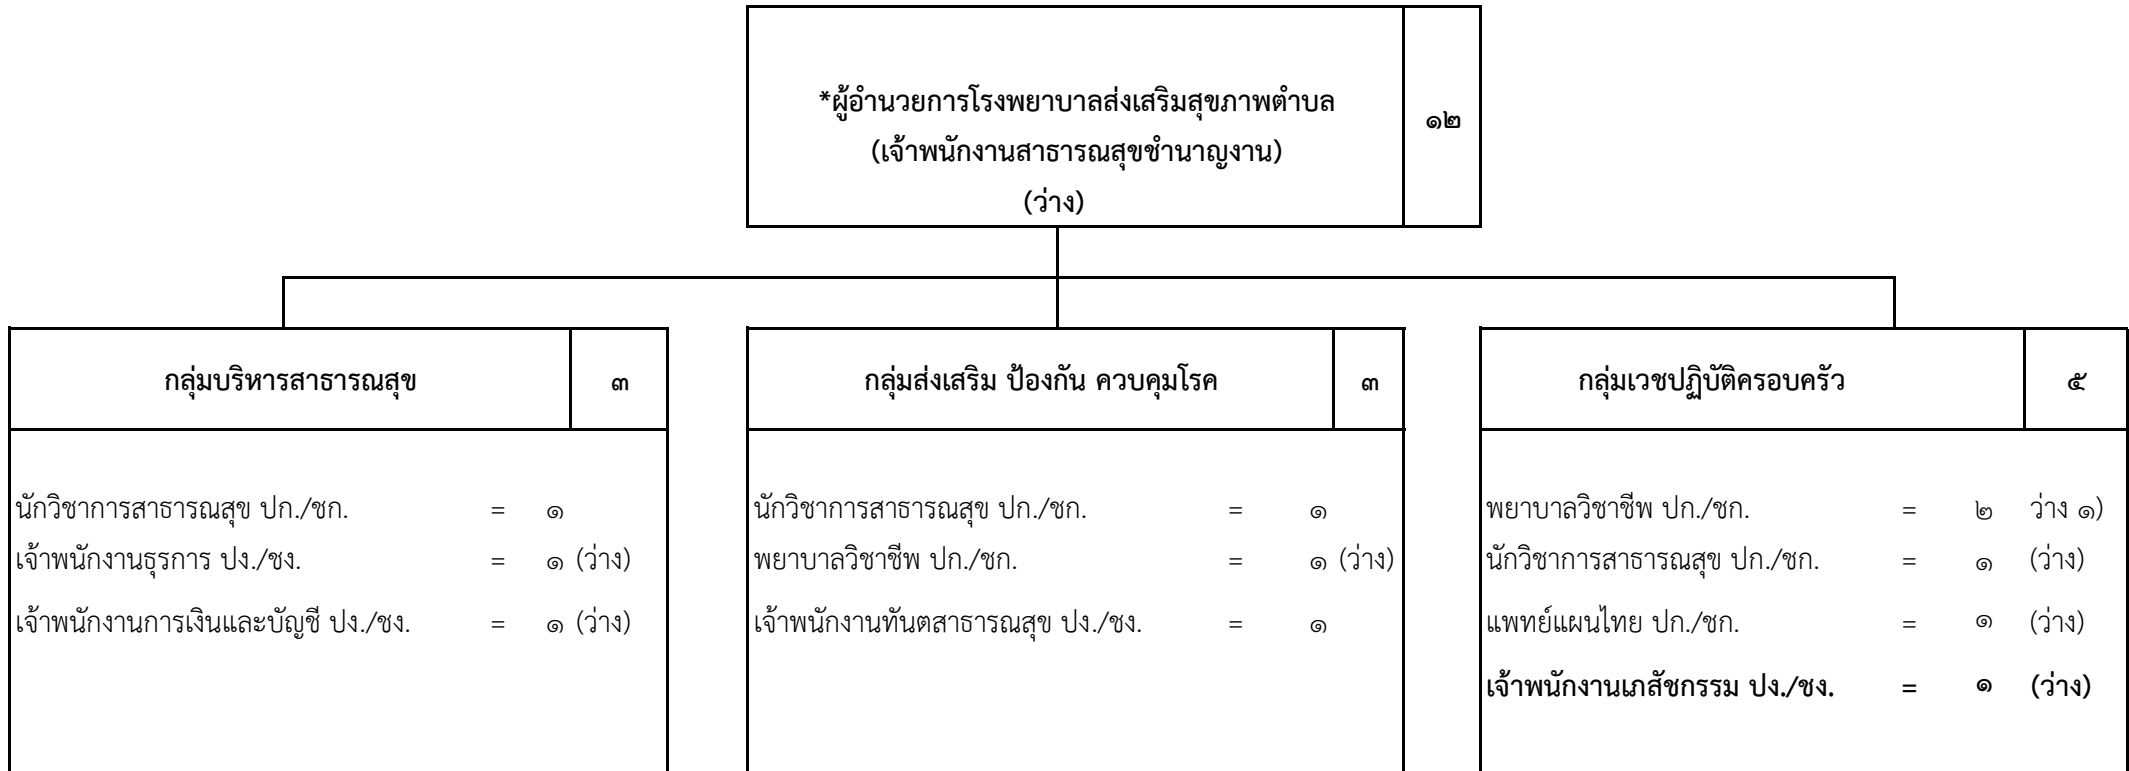 *ผู้อำนวยการโรงพยาบาลส่งเสริมสุขภาพตำบล
(เจ้าพนักงานสาธารณสุขชำนาญงาน)
(ว่าง)
๑๒
กลุ่มบริหารสาธารณสุข ๓
นักวิชาการสาธารณสุข ปก./ชก. = ๑
เจ้าพนักงานธุรการ ปง./ชง. = ๑ (ว่าง)
เจ้าพนักงานการเงินและบัญชี ปง./ชง. = ๑ (ว่าง)
กลุ่มส่งเสริม ป้องกัน ควบคุมโรค ๓
นักวิชาการสาธารณสุข ปก./ชก. = ๑
พยาบาลวิชาชีพ ปก./ชก. = ๑ (ว่าง)
เจ้าพนักงานทันตสาธารณสุข ปง./ชง. = ๑
กลุ่มเวชปฏิบัติครอบครัว ๕
พยาบาลวิชาชีพ ปก./ชก. = ๒ ว่าง ๑)
นักวิชาการสาธารณสุข ปก./ชก. = ๑ (ว่าง)
แพทย์แผนไทย ปก./ชก. = ๑ (ว่าง)
เจ้าพนักงานเภสัชกรรม ปง./ชง. = ๑ (ว่าง)